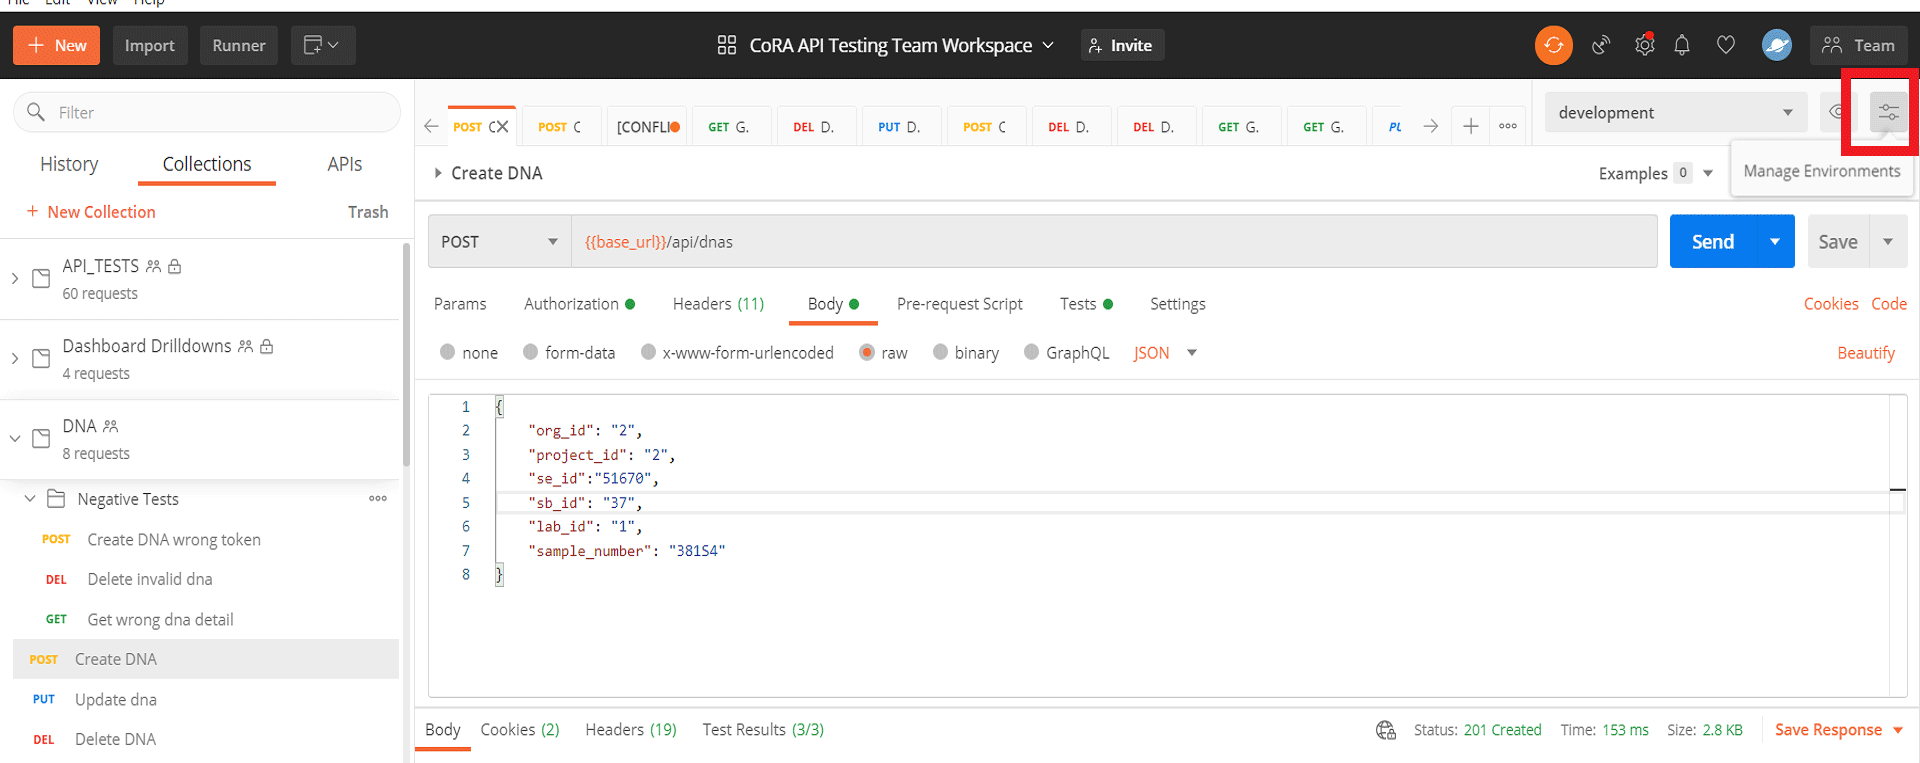 File Edit View Help
+ New Import Runner CoRA API Testing Team Workspace Invite Team
Filter
History Collections APIs
+ New Collection Trash
API_TESTS
60 requests
Dashboard Drilldowns
4 requests
DNA
8 requests
Negative Tests
POST Create DNA wrong token
DEL Delete invalid dna
GET Get wrong dna detail
POST Create DNA
PUT Update dna
DEL Delete DNA
POST C POST C [CONFLI GET G. DEL D. PUT D. POST C DEL D. DEL D. GET G. GET G. PU
development
Create DNA Examples 0 Manage Environments
POST {{base_url}}/api/dnas Send Save
Params Authorization Headers (11) Body Pre-request Script Tests Settings Cookies Code
none form-data x-www-form-urlencoded raw binary GraphQL JSON Beautify
1 {
2 "org_id": "2",
3 "project_id": "2",
4 "se_id":"51670",
5 "sb_id": "37",
6 "lab_id": "1",
7 "sample_number": "38154"
8 }
Body Cookies (2) Headers (19) Test Results (3/3) Status: 201 Created Time: 153 ms Size: 2.8 KB Save Response